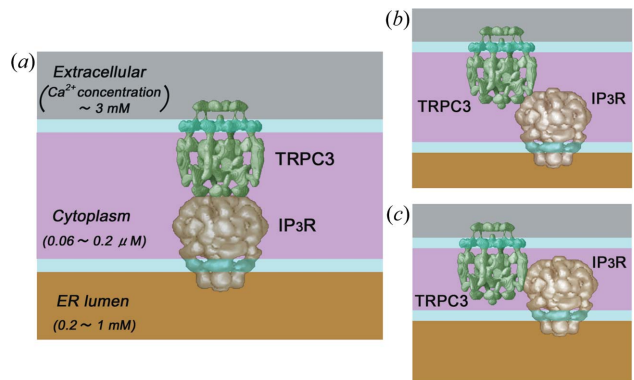 (a)
Extracellular
(Ca2+ concentration
~ 3 mM)
TRPC3
IP3R
Cytoplasm
(0.06~0.2 μM)
ER lumen
(0.2~ 1 mM)
(b)
TRPC3
IP3R
(c)
IP3R
TRPC3